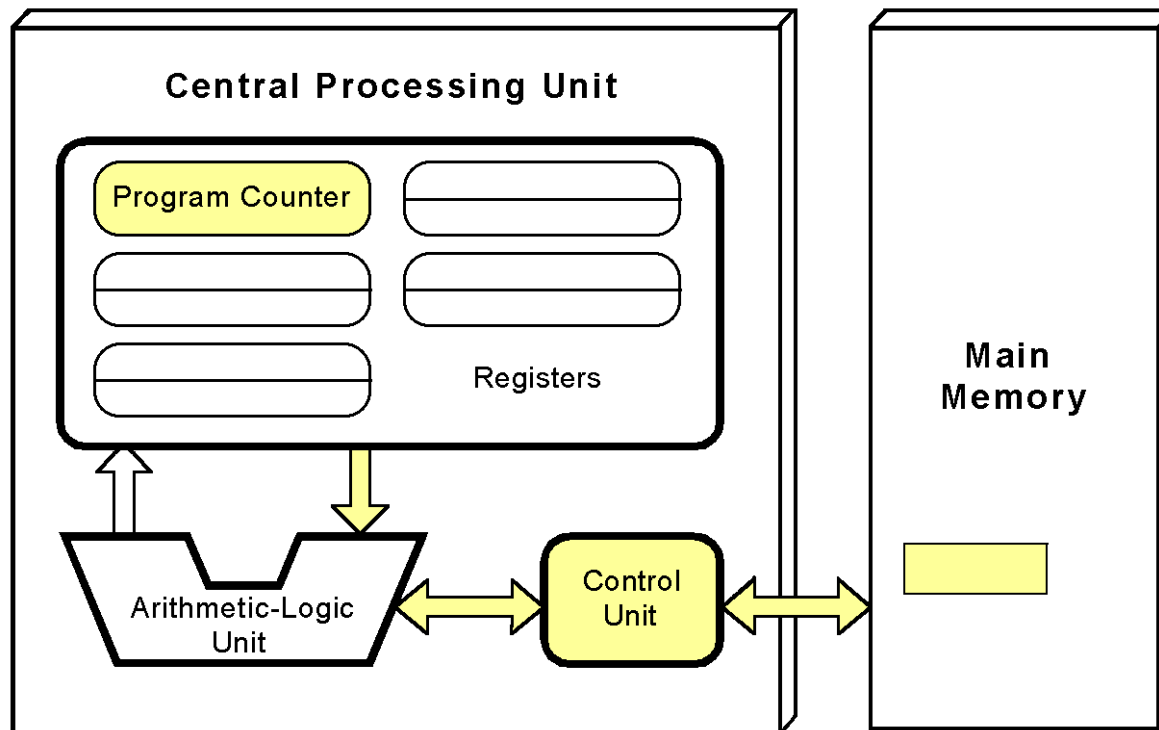 Central Processing Unit
Program Counter
Registers
Arithmetic-Logic
Unit
Control
Unit
Main
Memory